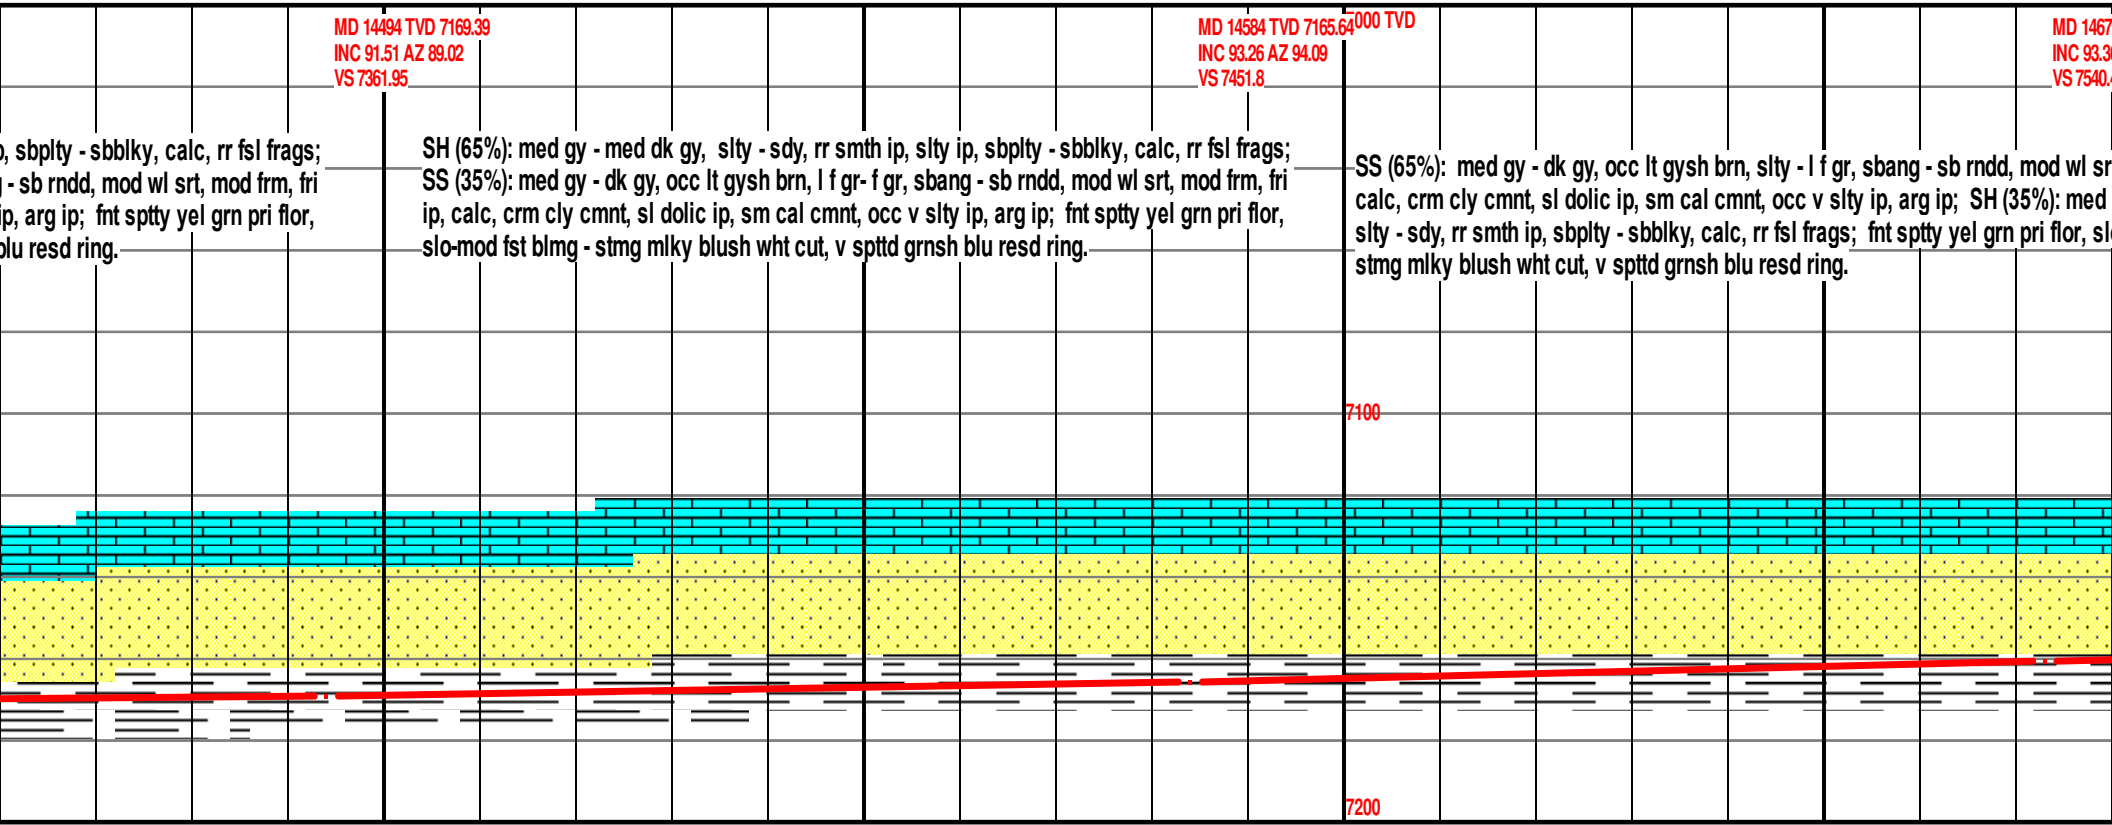 MD 14494 TVD 7169.39
INC 91.51 AZ 89.02
VS 7361.95
MD 14584 TVD 7165.64
INC 93.26 AZ 94.09
VS 7451.8
000 TVD
MD 1467
INC 93.3
VS 7540.
, sbplty - sbblky, calc, rr fsl frags;
- sb rndd, mod wl srt, mod frm, fri
ip, arg ip; fnt sptty yel grn pri flor,
blu resd ring.
SH (65%): med gy - med dk gy, slty - sdy, rr smth ip, slty ip, sbplty - sbblky, calc, rr fsl frags;
SS (35%): med gy - dk gy, occ lt gysh brn, l f gr- f gr, sbang - sb rndd, mod wl srt, mod frm, fri
ip, calc, crm cly cmnt, sl dolic ip, sm cal cmnt, occ v slty ip, arg ip; fnt sptty yel grn pri flor,
slo-mod fst blmg - stmg mlky blush wht cut, v spttd grnsh blu resd ring.
SS (65%): med gy - dk gy, occ lt gysh brn, slty - l f gr, sbang - sb rndd, mod wl sr
calc, crm cly cmnt, sl dolic ip, sm cal cmnt, occ v slty ip, arg ip; SH (35%): med
slty - sdy, rr smth ip, sbplty - sbblky, calc, rr fsl frags; fnt sptty yel grn pri flor, sl
stmg mlky blush wht cut, v spttd grnsh blu resd ring.
7100
7200